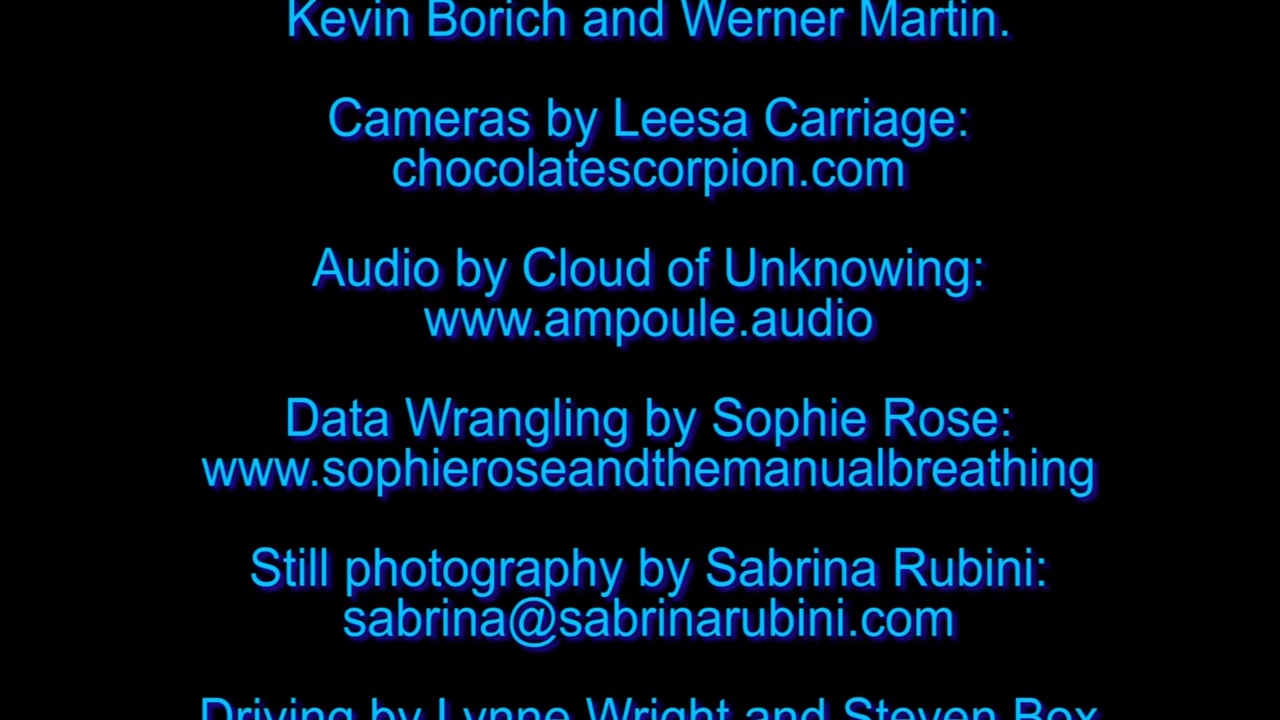 Kevin Borich and Werner Martin.
Cameras by Leesa Carriage:
chocolatescorpion.com
Audio by Cloud of Unknowing:
www.ampoule.audio
Data Wrangling by Sophie Rose:
www.sophieroseandthemanualbreathing
Still photography by Sabrina Rubini:
sabrina@sabrinarubini.com
Driving by Lynne Wright and Steven Box